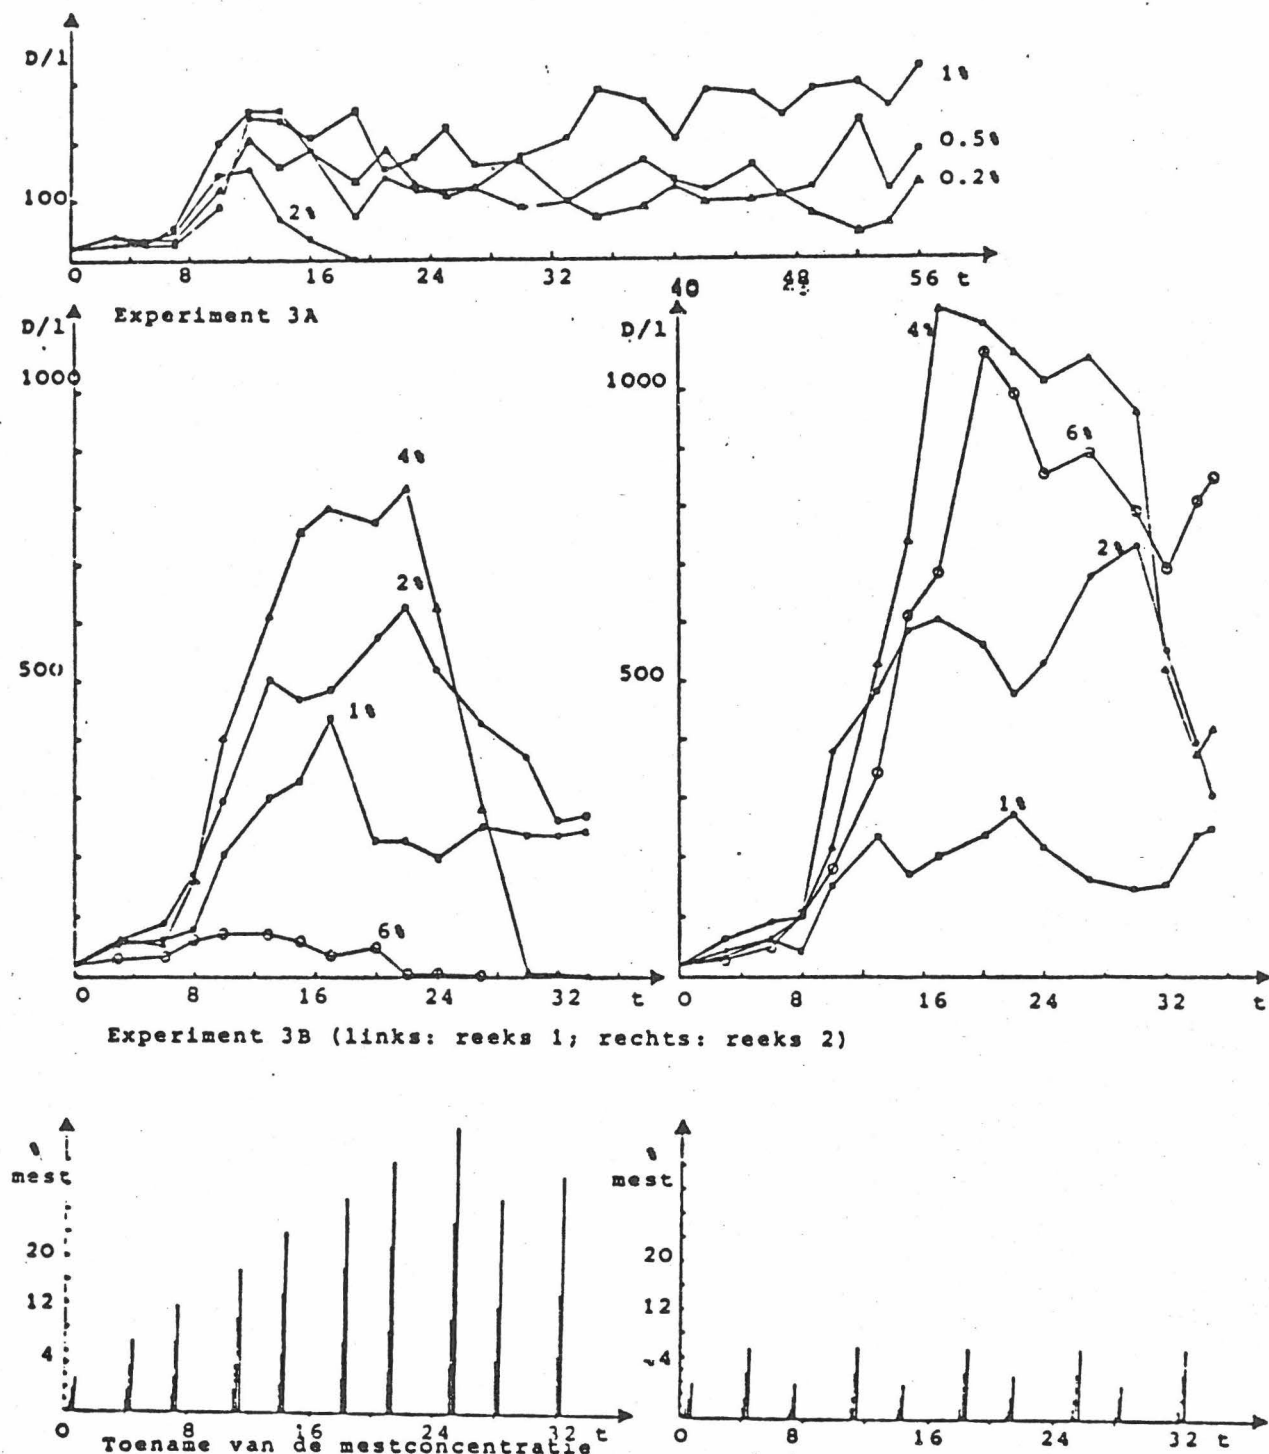 D/l
1%
0.5%
0.2%
100
2%
0 8 16 24 32 40 48 56 t
Experiment 3A
D/l
1000
4%
2%
500
1%
6%
0 8 16 24 32 t
D/l
4%
1000
6%
2%
500
1%
0 8 16 24 32 t
Experiment 3B (links: reeks 1; rechts: reeks 2)
%
mest
20
12
4
0 8 16 24 32 t
%
mest
20
12
4
0 8 16 24 32 t
Toename van de mestconcentratie